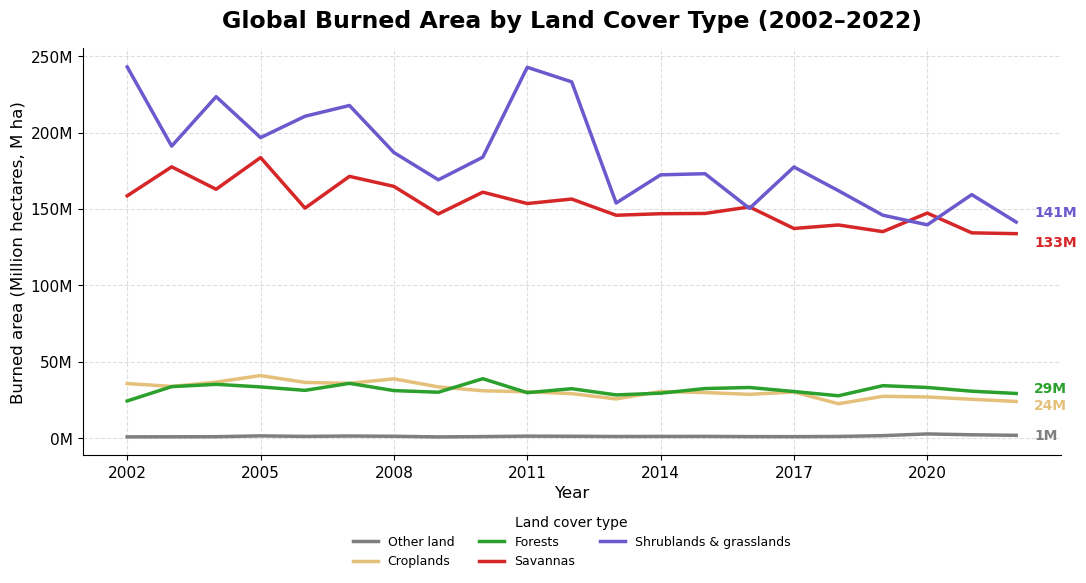 Global Burned Area by Land Cover Type (2002–2022)
Burned area (Million hectares, M ha)
250M
200M
150M
100M
50M
0M
141M
133M
29M
24M
1M
2002 2005 2008 2011 2014 2017 2020
Year
Land cover type
Other land Forests Shrublands & grasslands
Croplands Savannas